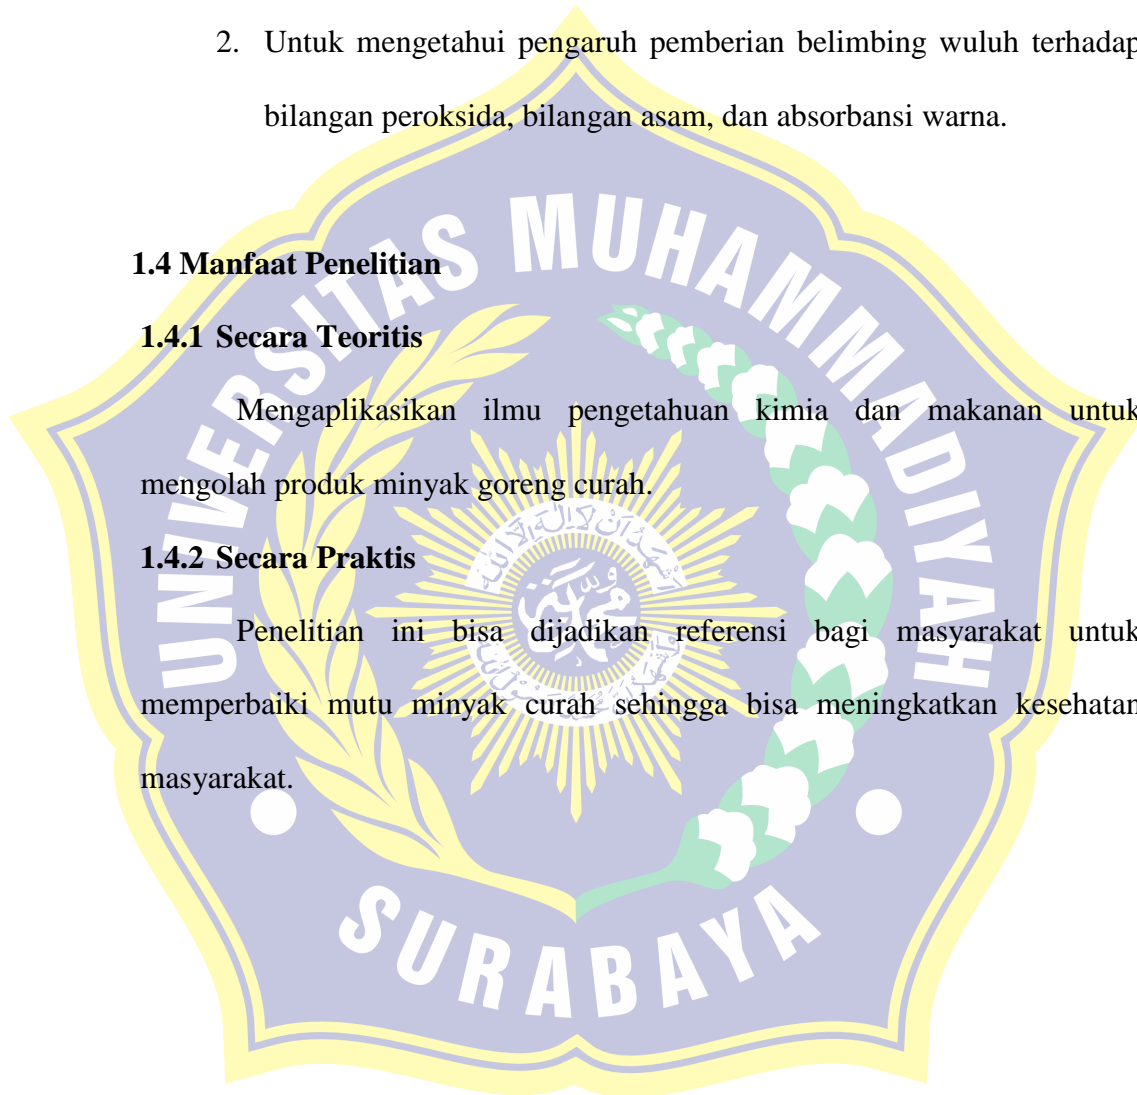 2. Untuk mengetahui pengaruh pemberian belimbing wuluh terhadap
bilangan peroksida, bilangan asam, dan absorbansi warna.
1.4 Manfaat Penelitian
1.4.1 Secara Teoritis
Mengaplikasikan ilmu pengetahuan kimia dan makanan untuk
mengolah produk minyak goreng curah.
1.4.2 Secara Praktis
Penelitian ini bisa dijadikan referensi bagi masyarakat untuk
memperbaiki mutu minyak curah sehingga bisa meningkatkan kesehatan
masyarakat.
UNIVERSITAS MUHAMMADIYAH
SURABAYA